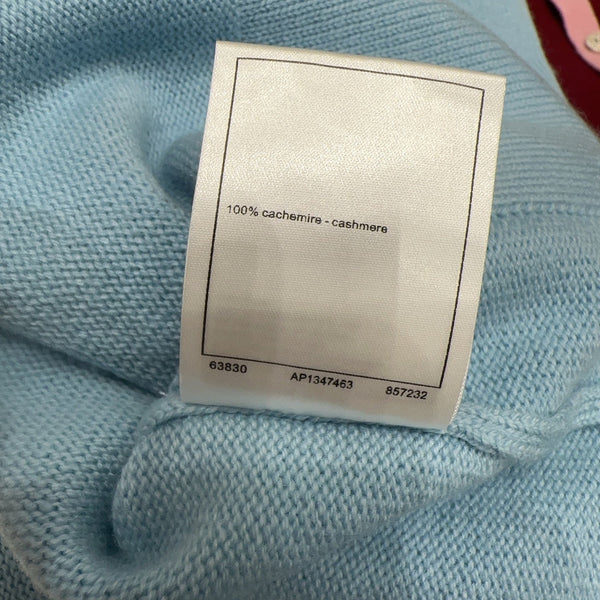 100% cachemire - cashmere
63830 AP1347463 857232